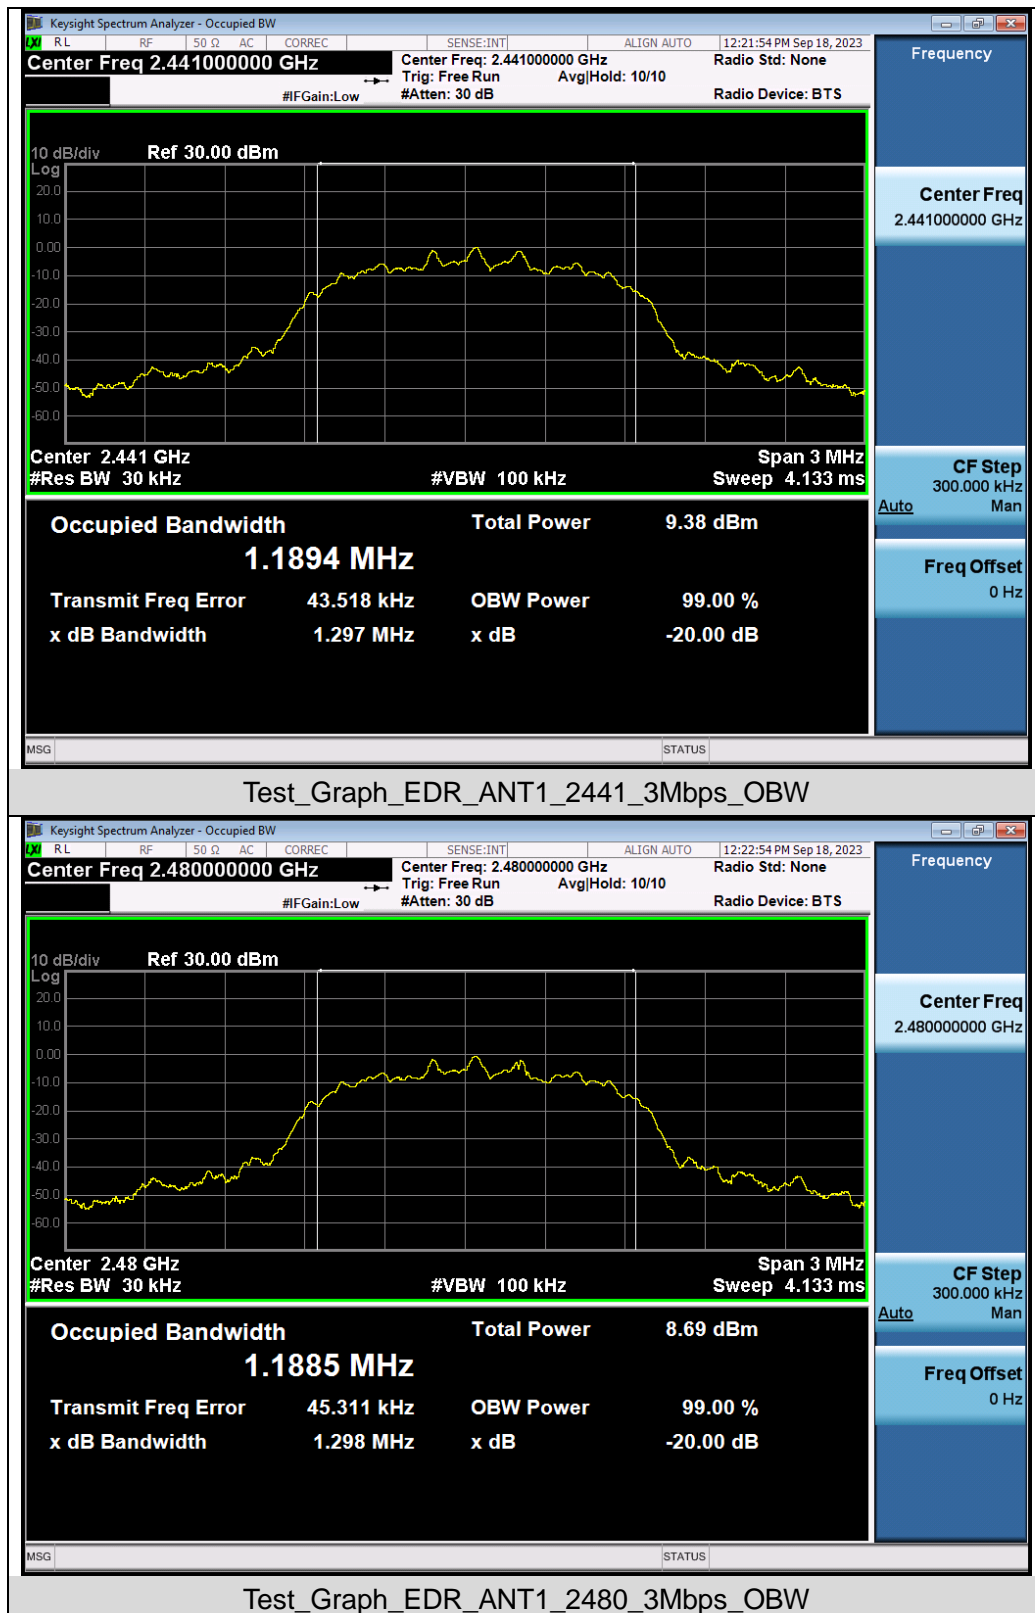 Keysight Spectrum Analyzer - Occupied BW
LXI RL RF 50 Ω AC CORREC SENSE:INT ALIGN AUTO 12:21:54 PM Sep 18, 2023
Center Freq 2.441000000 GHz Center Freq: 2.441000000 GHz Radio Std: None
Trig: Free Run Avg|Hold: 10/10
#IFGain:Low #Atten: 30 dB Radio Device: BTS
Frequency
10 dB/div Ref 30.00 dBm
Log
20.0
10.0
0.00
-10.0
-20.0
-30.0
-40.0
-50.0
-60.0
Center 2.441 GHz Span 3 MHz
#Res BW 30 kHz #VBW 100 kHz Sweep 4.133 ms
Center Freq
2.441000000 GHz
CF Step
300.000 kHz
Auto Man
Freq Offset
0 Hz
Occupied Bandwidth Total Power 9.38 dBm
1.1894 MHz
Transmit Freq Error 43.518 kHz OBW Power 99.00 %
x dB Bandwidth 1.297 MHz x dB -20.00 dB
MSG STATUS
Test_Graph_EDR_ANT1_2441_3Mbps_OBW
Keysight Spectrum Analyzer - Occupied BW
LXI RL RF 50 Ω AC CORREC SENSE:INT ALIGN AUTO 12:22:54 PM Sep 18, 2023
Center Freq 2.480000000 GHz Center Freq: 2.480000000 GHz Radio Std: None
Trig: Free Run Avg|Hold: 10/10
#IFGain:Low #Atten: 30 dB Radio Device: BTS
Frequency
10 dB/div Ref 30.00 dBm
Log
20.0
10.0
0.00
-10.0
-20.0
-30.0
-40.0
-50.0
-60.0
Center 2.48 GHz Span 3 MHz
#Res BW 30 kHz #VBW 100 kHz Sweep 4.133 ms
Center Freq
2.480000000 GHz
CF Step
300.000 kHz
Auto Man
Freq Offset
0 Hz
Occupied Bandwidth Total Power 8.69 dBm
1.1885 MHz
Transmit Freq Error 45.311 kHz OBW Power 99.00 %
x dB Bandwidth 1.298 MHz x dB -20.00 dB
MSG STATUS
Test_Graph_EDR_ANT1_2480_3Mbps_OBW